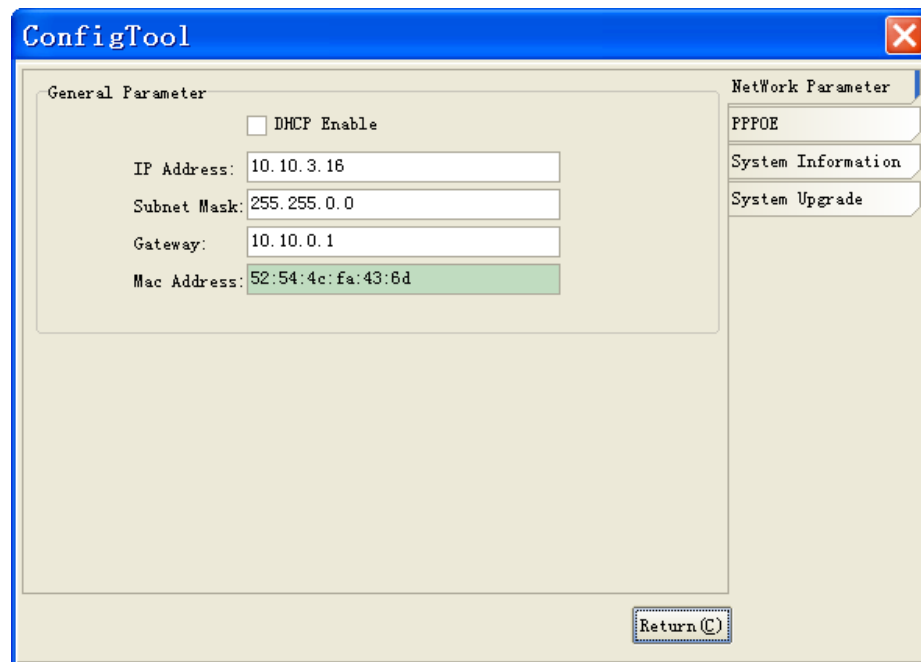 ConfigTool
General Parameter
DHCP Enable
IP Address: 10.10.3.16
Subnet Mask: 255.255.0.0
Gateway: 10.10.0.1
Mac Address: 52:54:4c:fa:43:6d
NetWork Parameter
PPPOE
System Information
System Upgrade
Return(C)